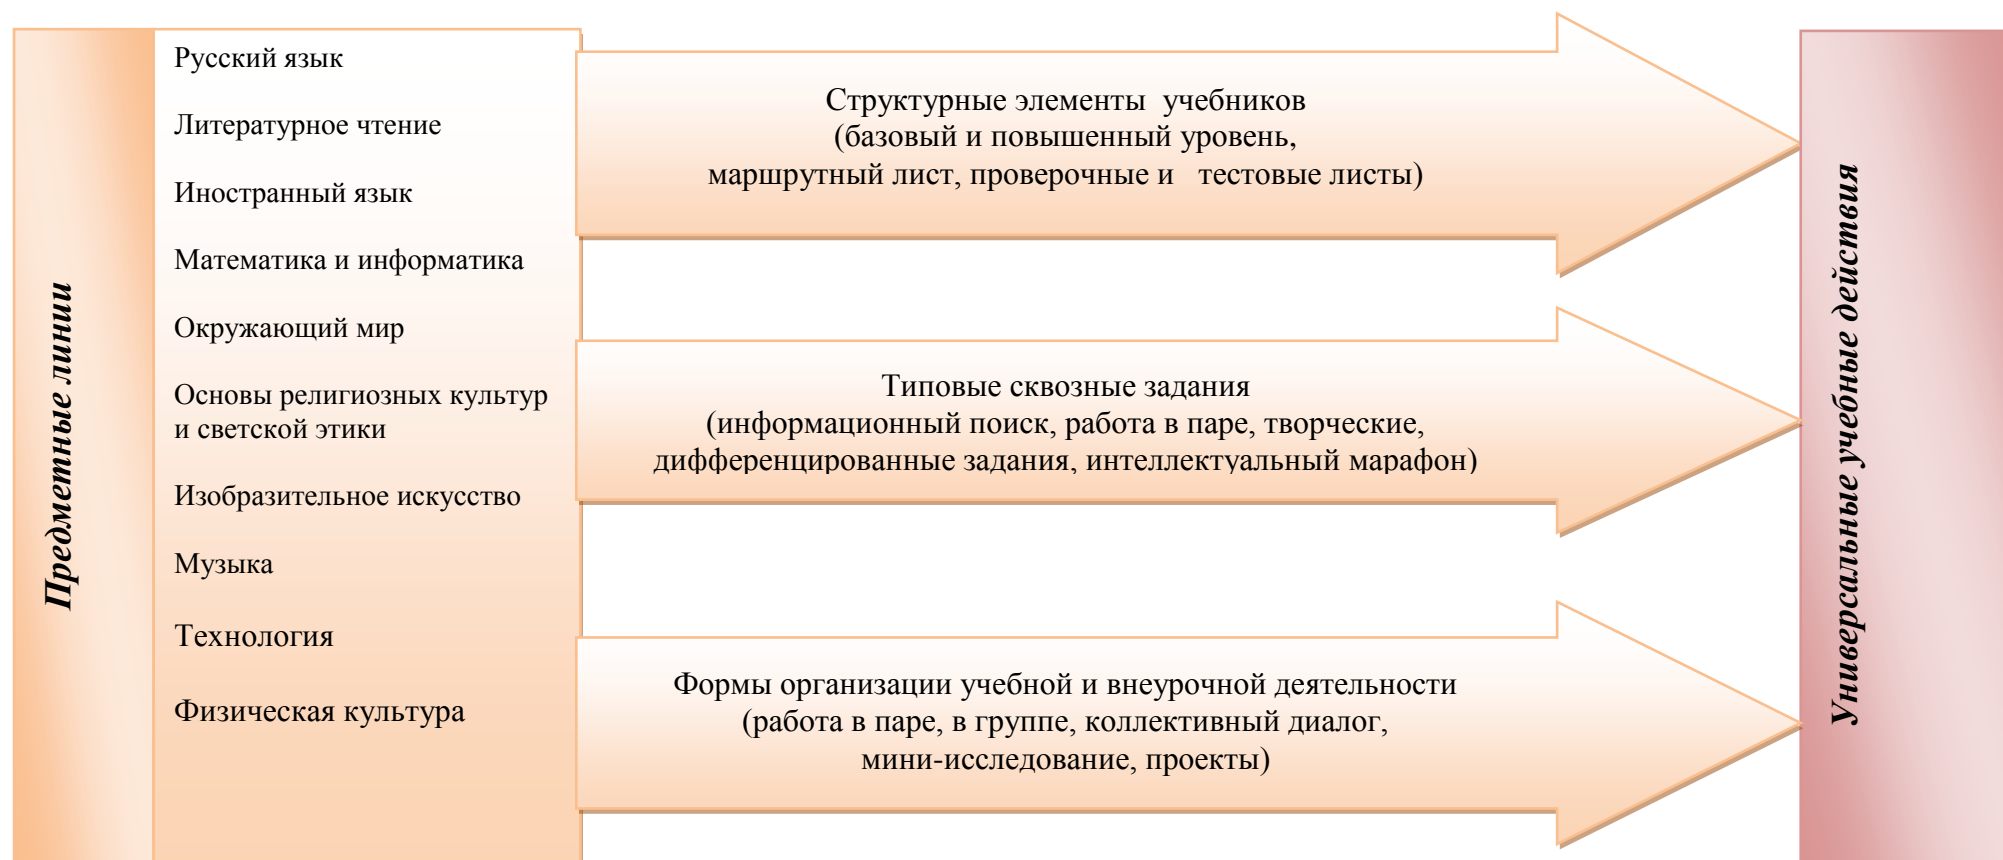 Предметные линии
Русский язык
Литературное чтение
Иностранный язык
Математика и информатика
Окружающий мир
Основы религиозных культур
и светской этики
Изобразительное искусство
Музыка
Технология
Физическая культура
Структурные элементы учебников
(базовый и повышенный уровень,
маршрутный лист, проверочные и тестовые листы)
Типовые сквозные задания
(информационный поиск, работа в паре, творческие,
дифференцированные задания, интеллектуальный марафон)
Формы организации учебной и внеурочной деятельности
(работа в паре, в группе, коллективный диалог,
мини-исследование, проекты)
Универсальные учебные действия